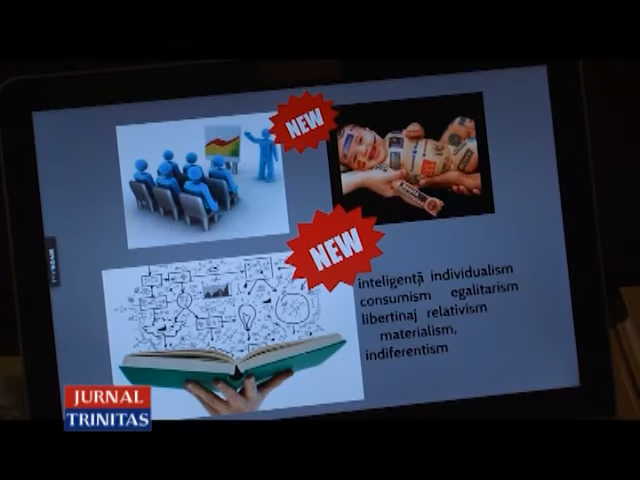 NEW
NEW
inteligență individualism
consumism egalitarism
libertinaj relativism
materialism,
indiferentism
JURNAL
TRINITAS